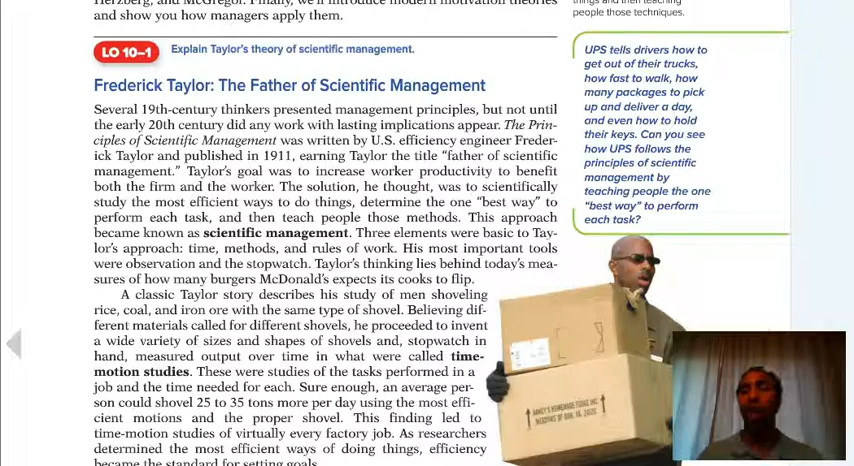 Herzberg, and McGregor. Finally, we'll introduce modern motivation theories
and show you how managers apply them.
LO 10–1
Explain Taylor's theory of scientific management.
Frederick Taylor: The Father of Scientific Management
Several 19th-century thinkers presented management principles, but not until
the early 20th century did any work with lasting implications appear. The Prin-
ciples of Scientific Management was written by U.S. efficiency engineer Freder-
ick Taylor and published in 1911, earning Taylor the title “father of scientific
management.” Taylor's goal was to increase worker productivity to benefit
both the firm and the worker. The solution, he thought, was to scientifically
study the most efficient ways to do things, determine the one “best way” to
perform each task, and then teach people those methods. This approach
became known as scientific management. Three elements were basic to Tay-
lor's approach: time, methods, and rules of work. His most important tools
were observation and the stopwatch. Taylor's thinking lies behind today's mea-
sures of how many burgers McDonald's expects its cooks to flip.
A classic Taylor story describes his study of men shoveling
rice, coal, and iron ore with the same type of shovel. Believing dif-
ferent materials called for different shovels, he proceeded to invent
a wide variety of sizes and shapes of shovels and, stopwatch in
hand, measured output over time in what were called time-
motion studies. These were studies of the tasks performed in a
job and the time needed for each. Sure enough, an average per-
son could shovel 25 to 35 tons more per day using the most effi-
cient motions and the proper shovel. This finding led to
time-motion studies of virtually every factory job. As researchers
determined the most efficient ways of doing things, efficiency
became the standard for setting goals.
things and then teaching
people those techniques.
UPS tells drivers how to
get out of their trucks,
how fast to walk, how
many packages to pick
up and deliver a day,
and even how to hold
their keys. Can you see
how UPS follows the
principles of scientific
management by
teaching people the one
“best way” to perform
each task?